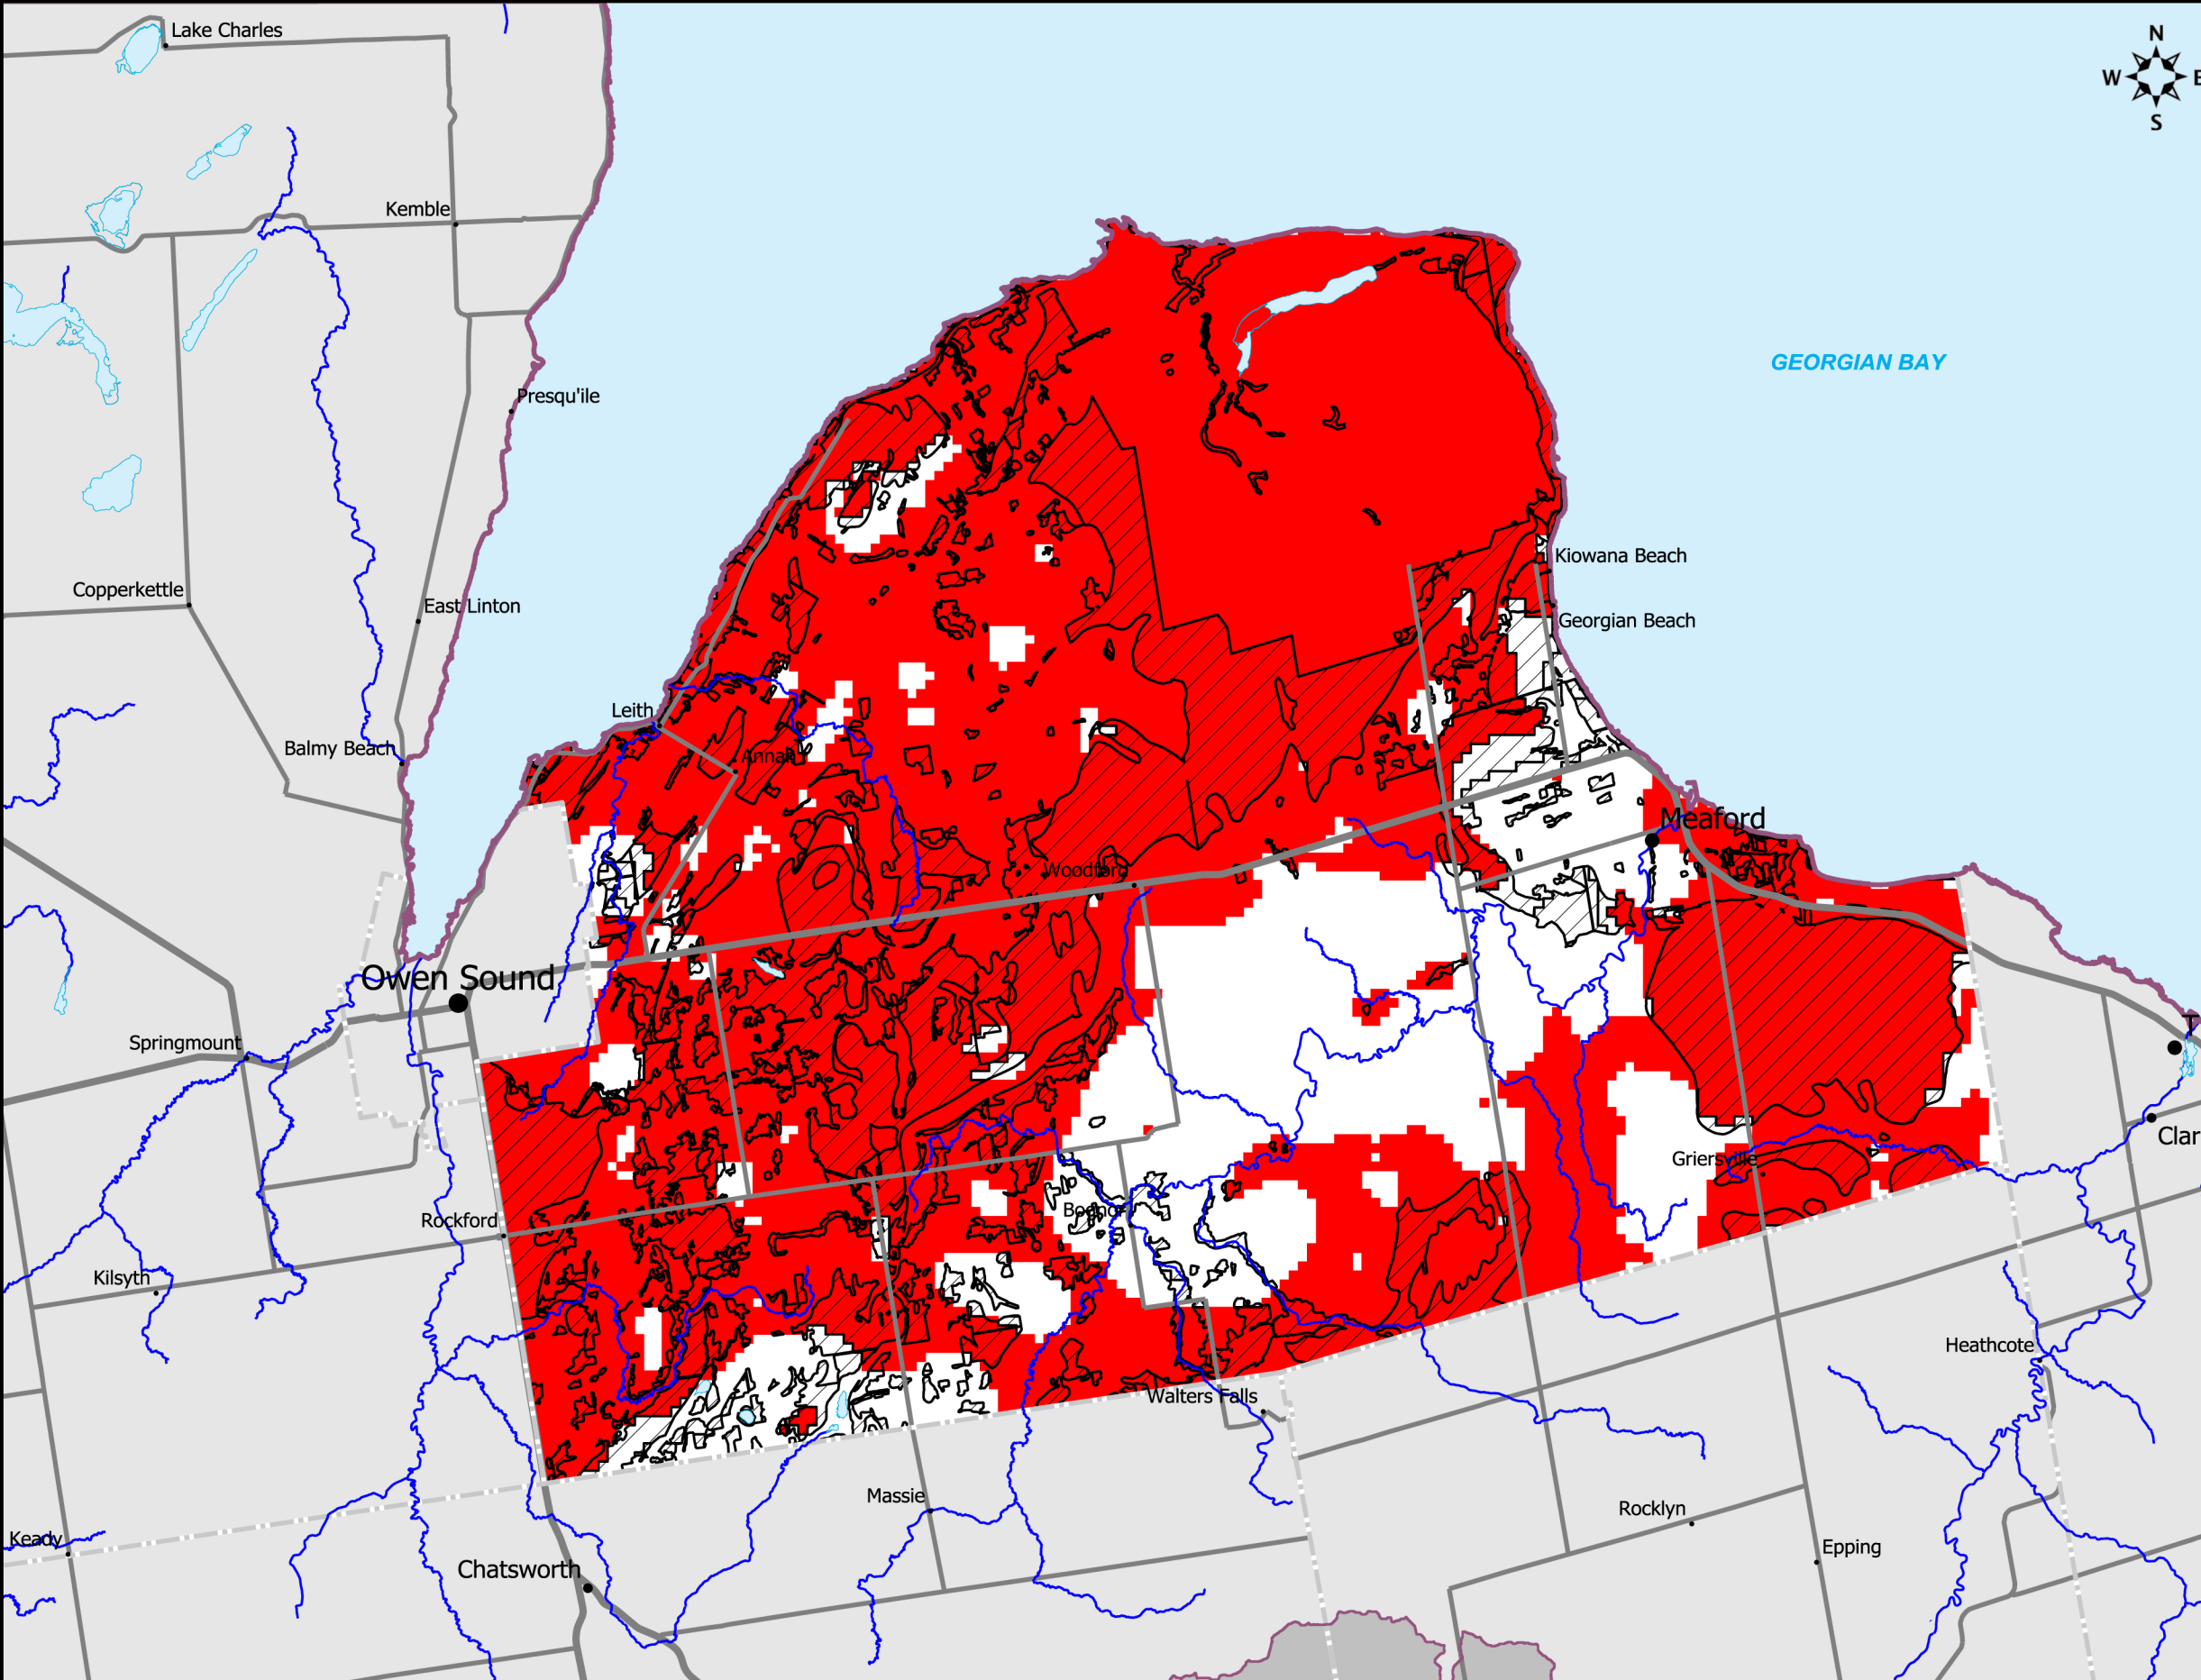 Lake Charles
N
W
E
S
Kemble
GEORGIAN BAY
Presqu'ile
Kiowana Beach
Copperkettle
East Linton
Georgian Beach
Leith
Balmy Beach
Annan
Meaford
Woodford
Owen Sound
T
Springmount
Clar
Griersville
Bognor
Rockford
Kilsyth
Heathcote
Walters Falls
Massie
Rocklyn
Keady
Epping
Chatsworth